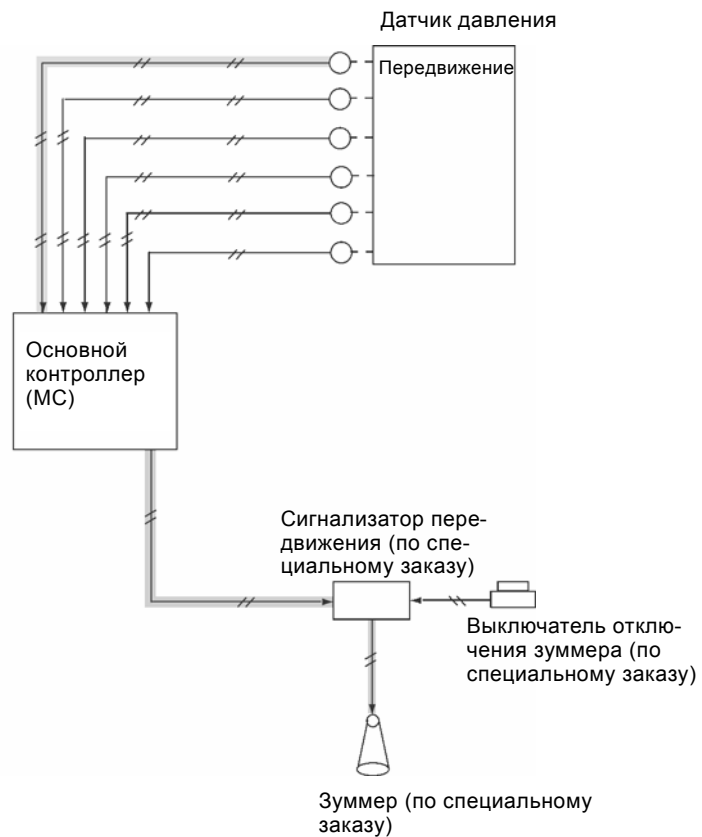 Датчик давления
Передвижение
Основной
контроллер
(МС)
Сигнализатор пере-
движения (по спе-
циальному заказу)
Выключатель отклю-
чения зуммера (по
специальному заказу)
Зуммер (по специальному
заказу)